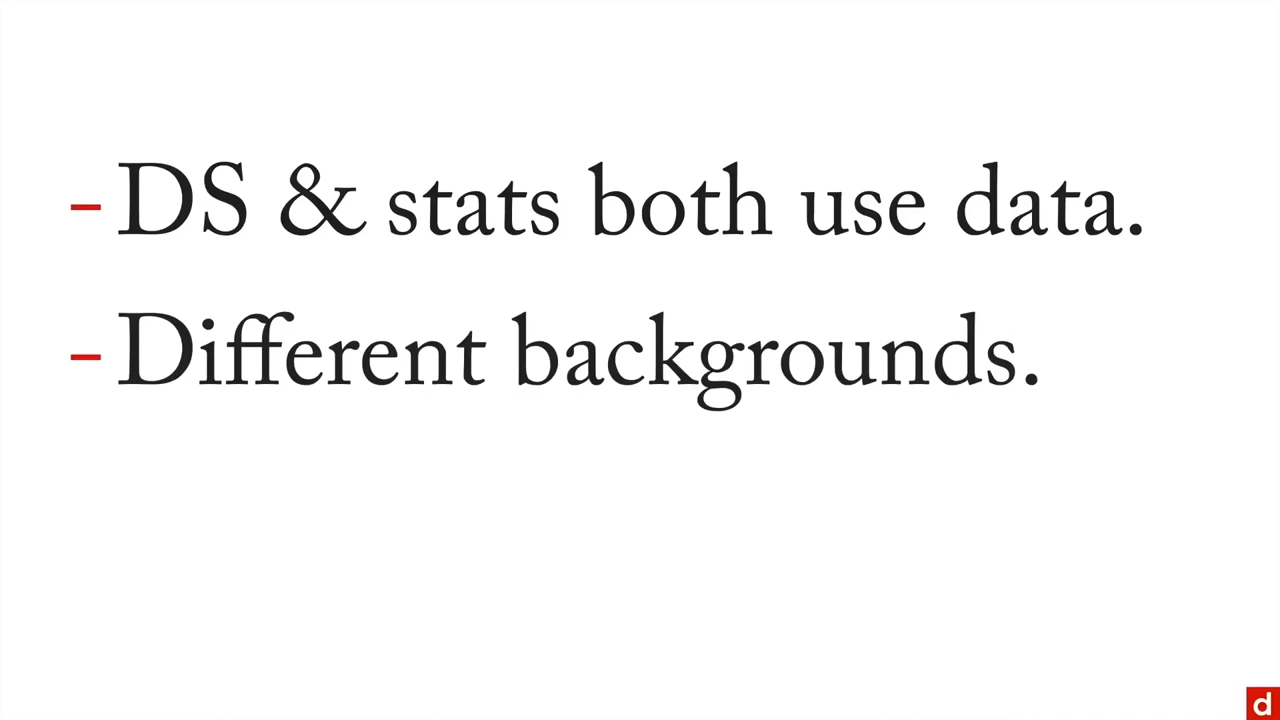 - DS & stats both use data.
- Different backgrounds.
d